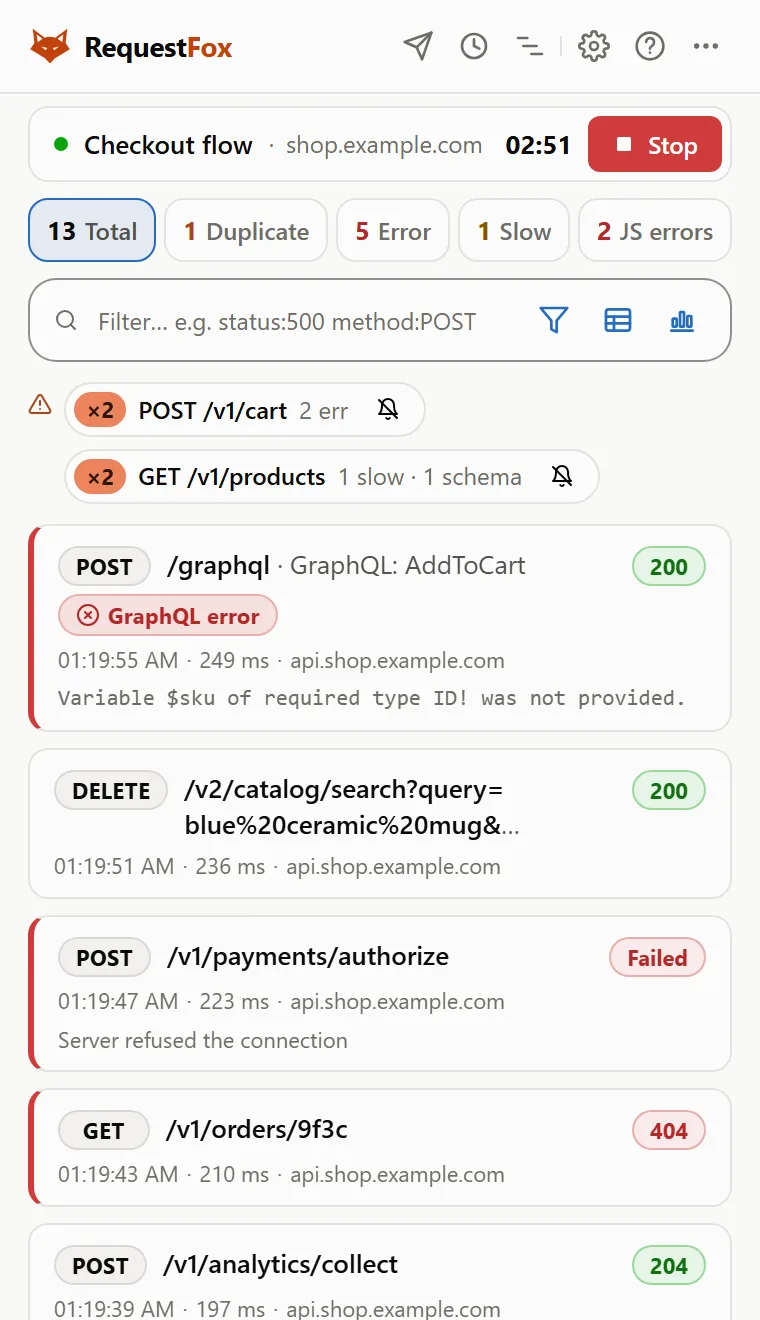 RequestFox
Checkout flow · shop.example.com 02:51 Stop
13 Total 1 Duplicate 5 Error 1 Slow 2 JS errors
Filter... e.g. status:500 method:POST
×2 POST /v1/cart 2 err
×2 GET /v1/products 1 slow · 1 schema
POST /graphql · GraphQL: AddToCart 200
GraphQL error
01:19:55 AM · 249 ms · api.shop.example.com
Variable $sku of required type ID! was not provided.
DELETE /v2/catalog/search?query= 200
blue%20ceramic%20mug&...
01:19:51 AM · 236 ms · api.shop.example.com
POST /v1/payments/authorize Failed
01:19:47 AM · 223 ms · api.shop.example.com
Server refused the connection
GET /v1/orders/9f3c 404
01:19:43 AM · 210 ms · api.shop.example.com
POST /v1/analytics/collect 204
01:19:39 AM · 197 ms · api.shop.example.com